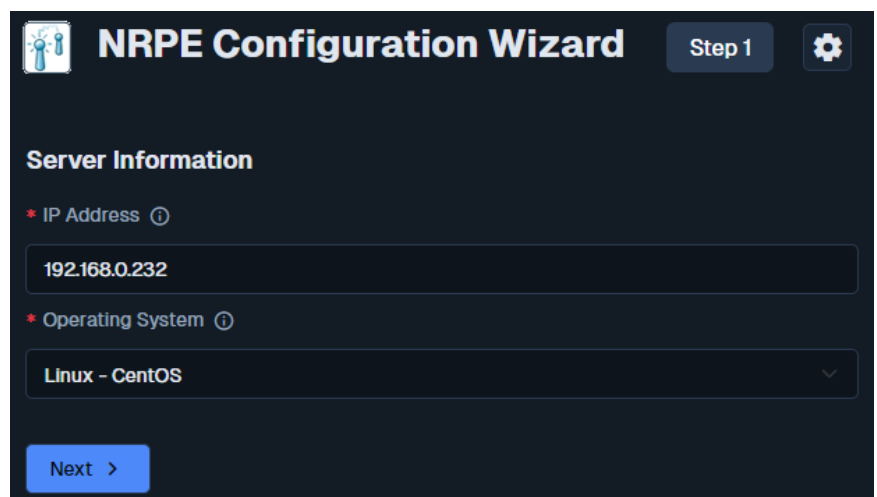 NRPE Configuration Wizard Step 1
Server Information
* IP Address
192.168.0.232
* Operating System
Linux - CentOS
Next >